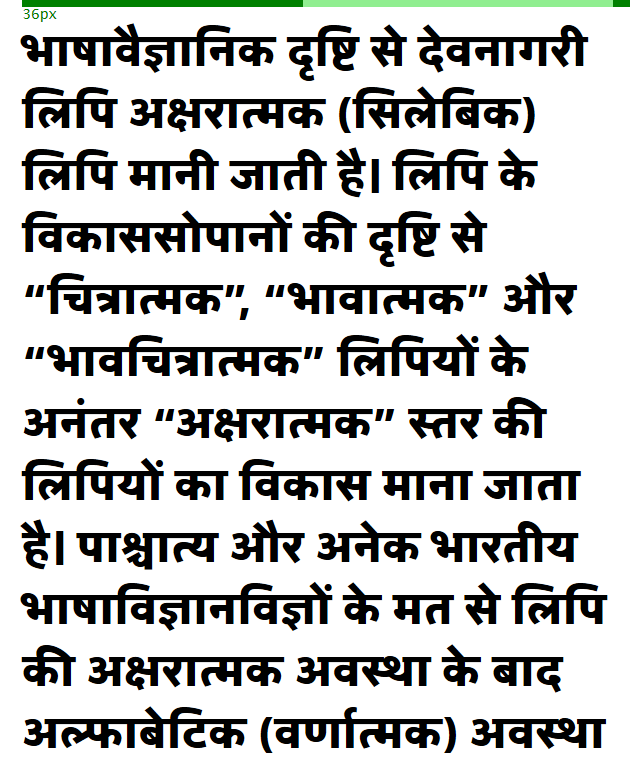 36px
भाषावैज्ञानिक दृष्टि से देवनागरी
लिपि अक्षरात्मक (सिलेबिक)
लिपि मानी जाती है। लिपि के
विकाससोपानों की दृष्टि से
“चित्रात्मक”, “भावात्मक” और
“भावचित्रात्मक” लिपियों के
अनंतर “अक्षरात्मक” स्तर की
लिपियों का विकास माना जाता
है। पाश्चात्य और अनेक भारतीय
भाषाविज्ञानविज्ञों के मत से लिपि
की अक्षरात्मक अवस्था के बाद
अल्फाबेटिक (वर्णात्मक) अवस्था